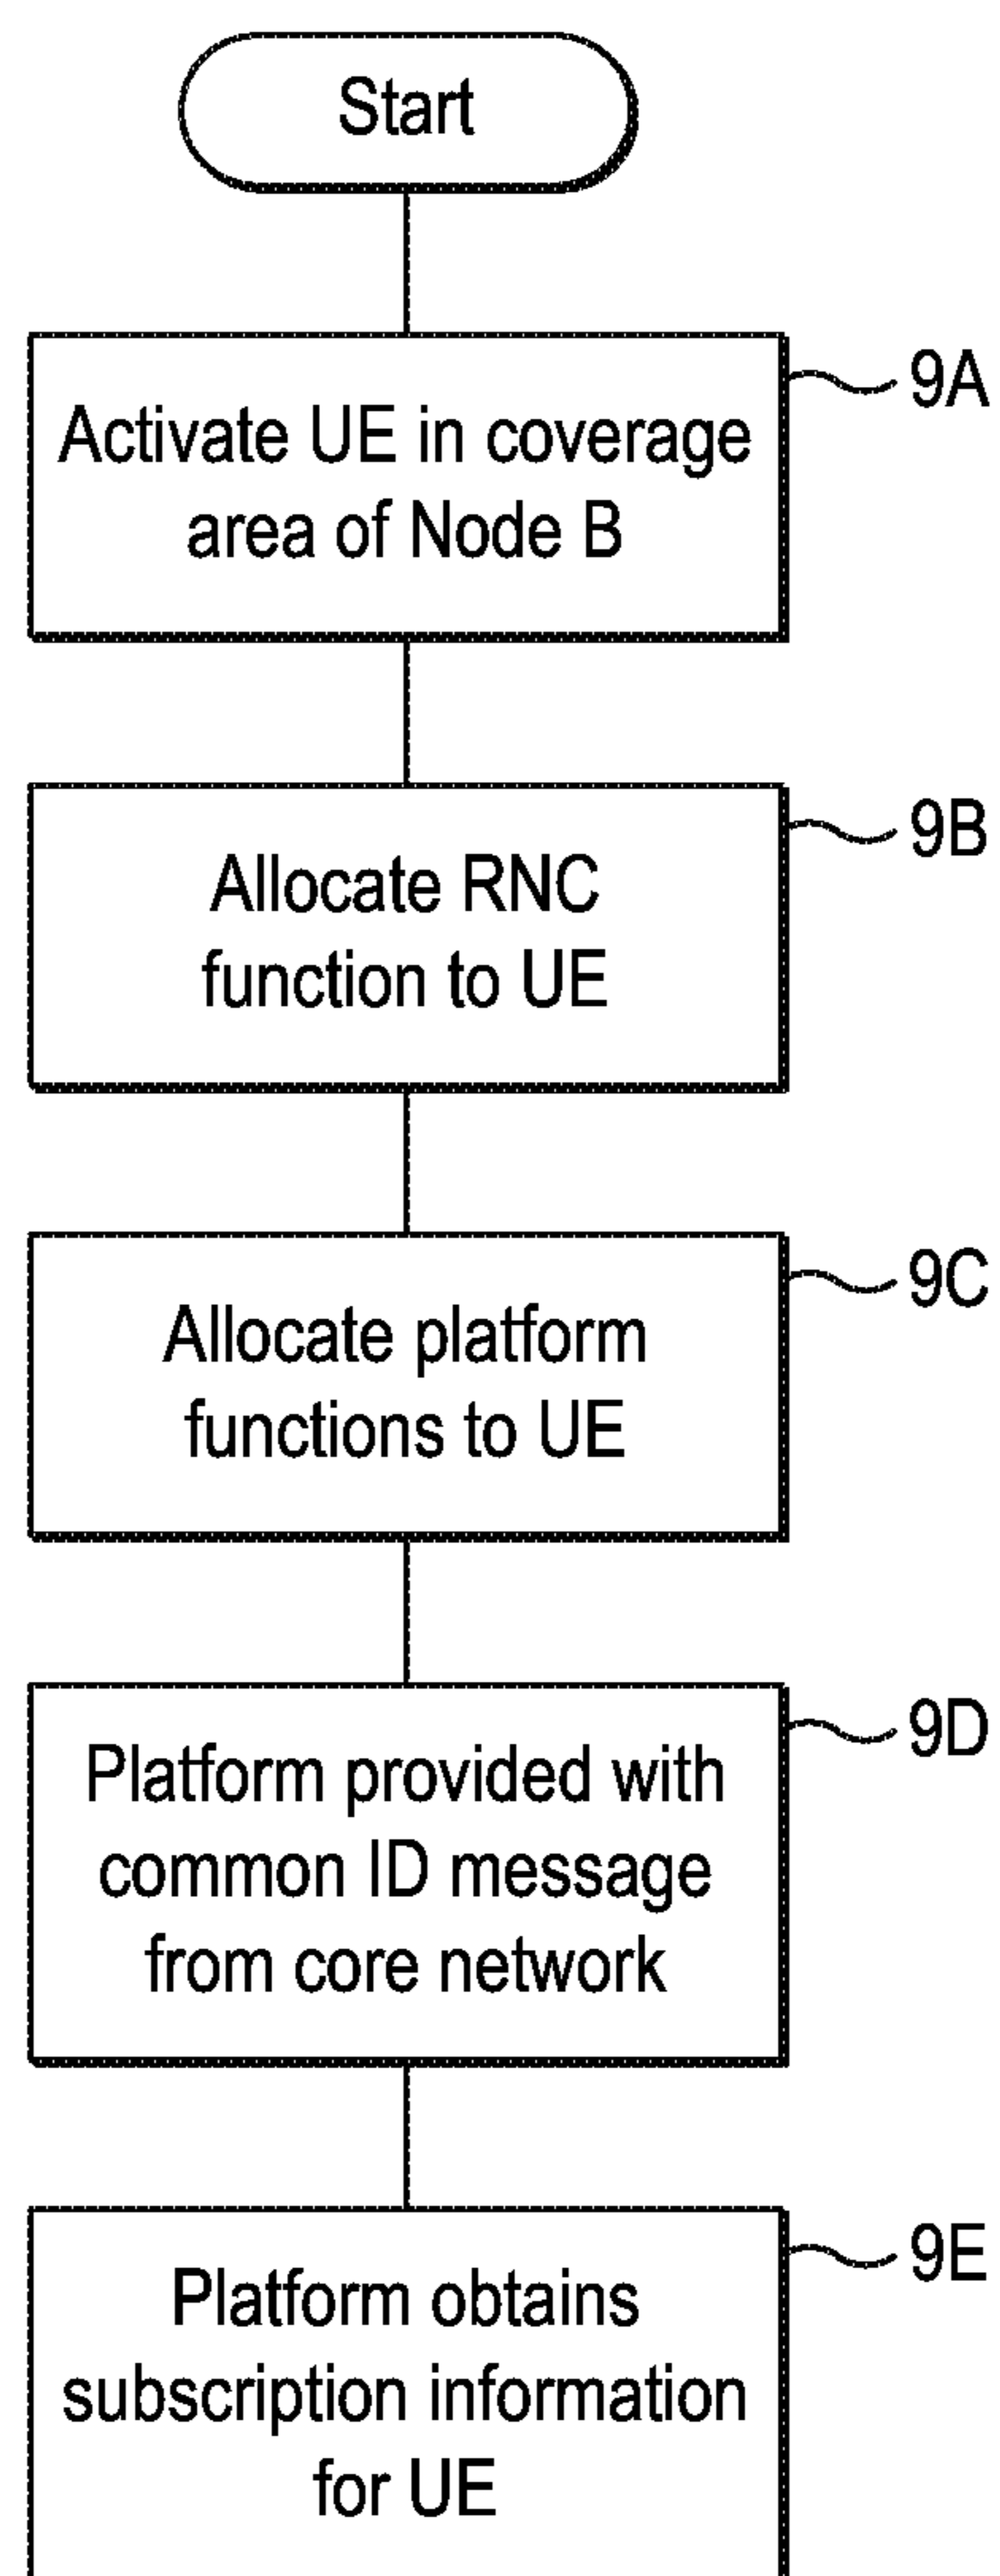 Start
Activate UE in coverage
area of Node B
9A
Allocate RNC
function to UE
9B
Allocate platform
functions to UE
9C
Platform provided with
common ID message
from core network
9D
Platform obtains
subscription information
for UE
9E